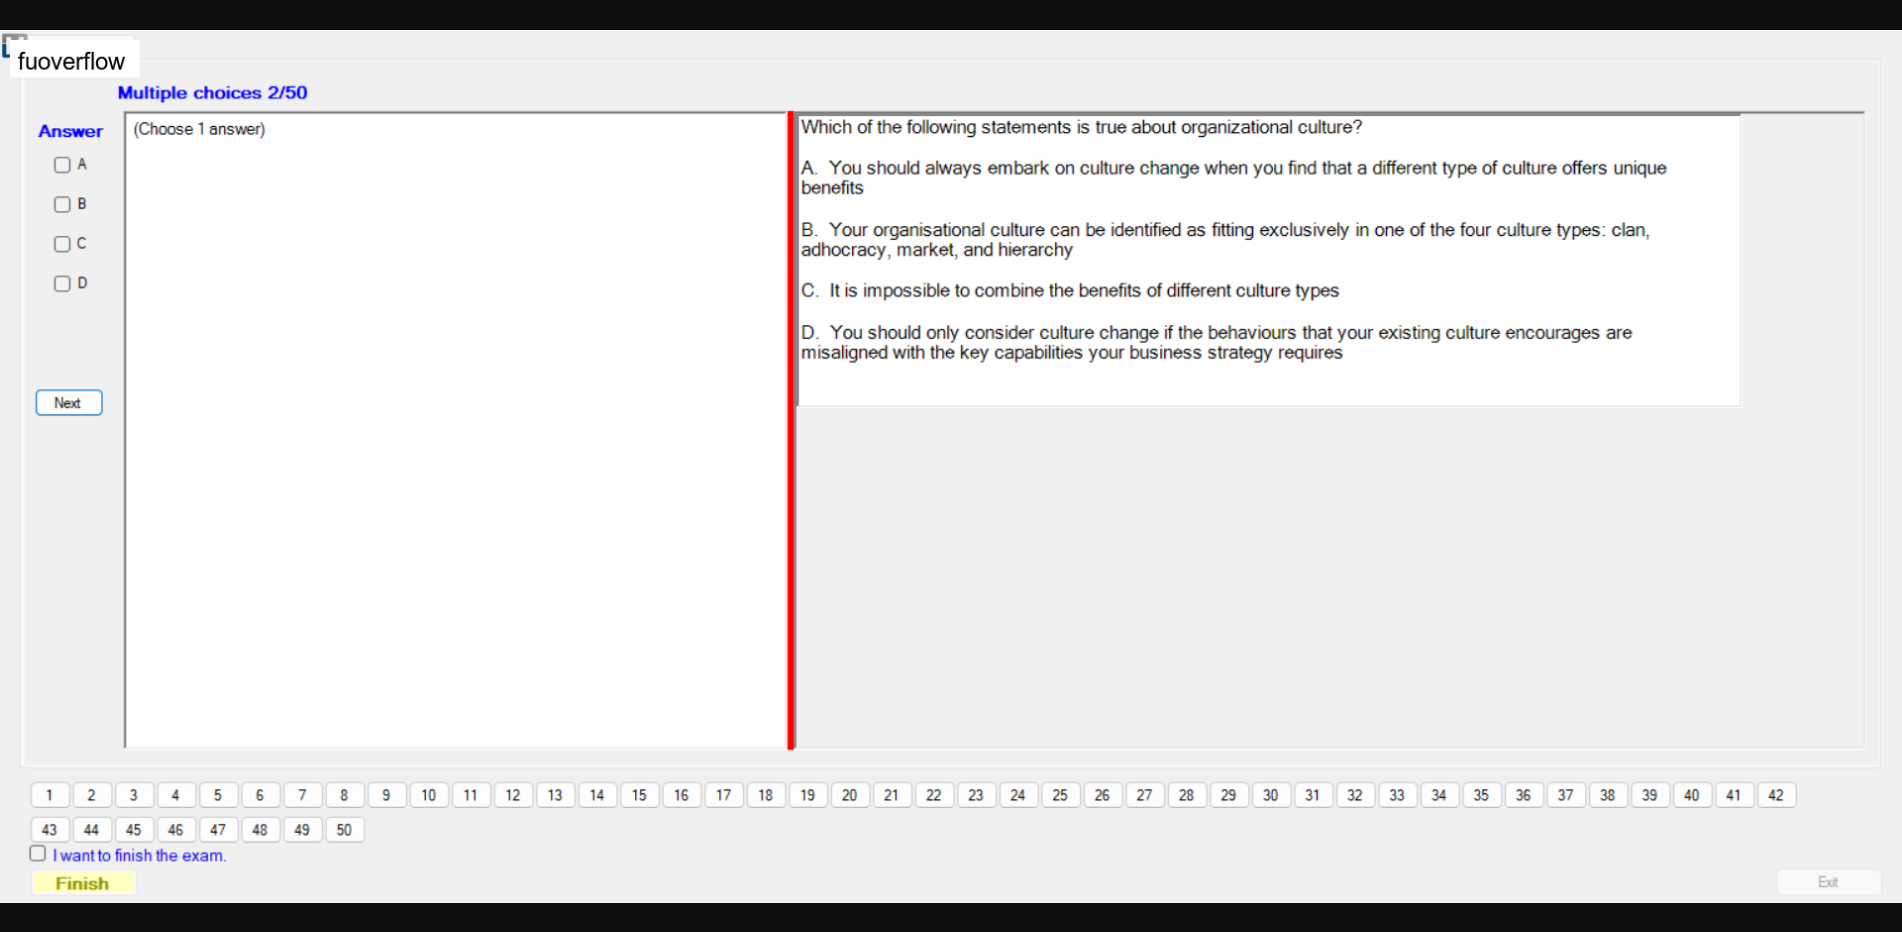 fuoverflow
Multiple choices 2/50
Answer
A
B
C
D
Next
(Choose 1 answer)
Which of the following statements is true about organizational culture?
A. You should always embark on culture change when you find that a different type of culture offers unique
benefits
B. Your organisational culture can be identified as fitting exclusively in one of the four culture types: clan,
adhocracy, market, and hierarchy
C. It is impossible to combine the benefits of different culture types
D. You should only consider culture change if the behaviours that your existing culture encourages are
misaligned with the key capabilities your business strategy requires
1 2 3 4 5 6 7 8 9 10 11 12 13 14 15 16 17 18 19 20 21 22 23 24 25 26 27 28 29 30 31 32 33 34 35 36 37 38 39 40 41 42
43 44 45 46 47 48 49 50
I want to finish the exam.
Finish
Exit